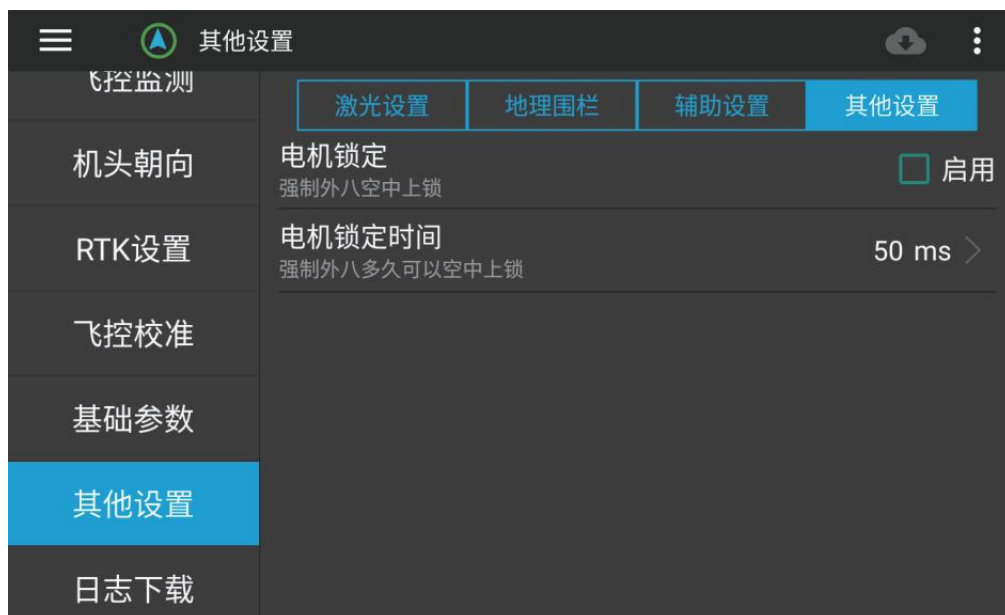 其他设置
飞控监测
机头朝向
RTK设置
飞控校准
基础参数
其他设置
日志下载
激光设置 地理围栏 辅助设置 其他设置
电机锁定
强制外八空中上锁
启用
电机锁定时间
强制外八多久可以空中上锁
50 ms